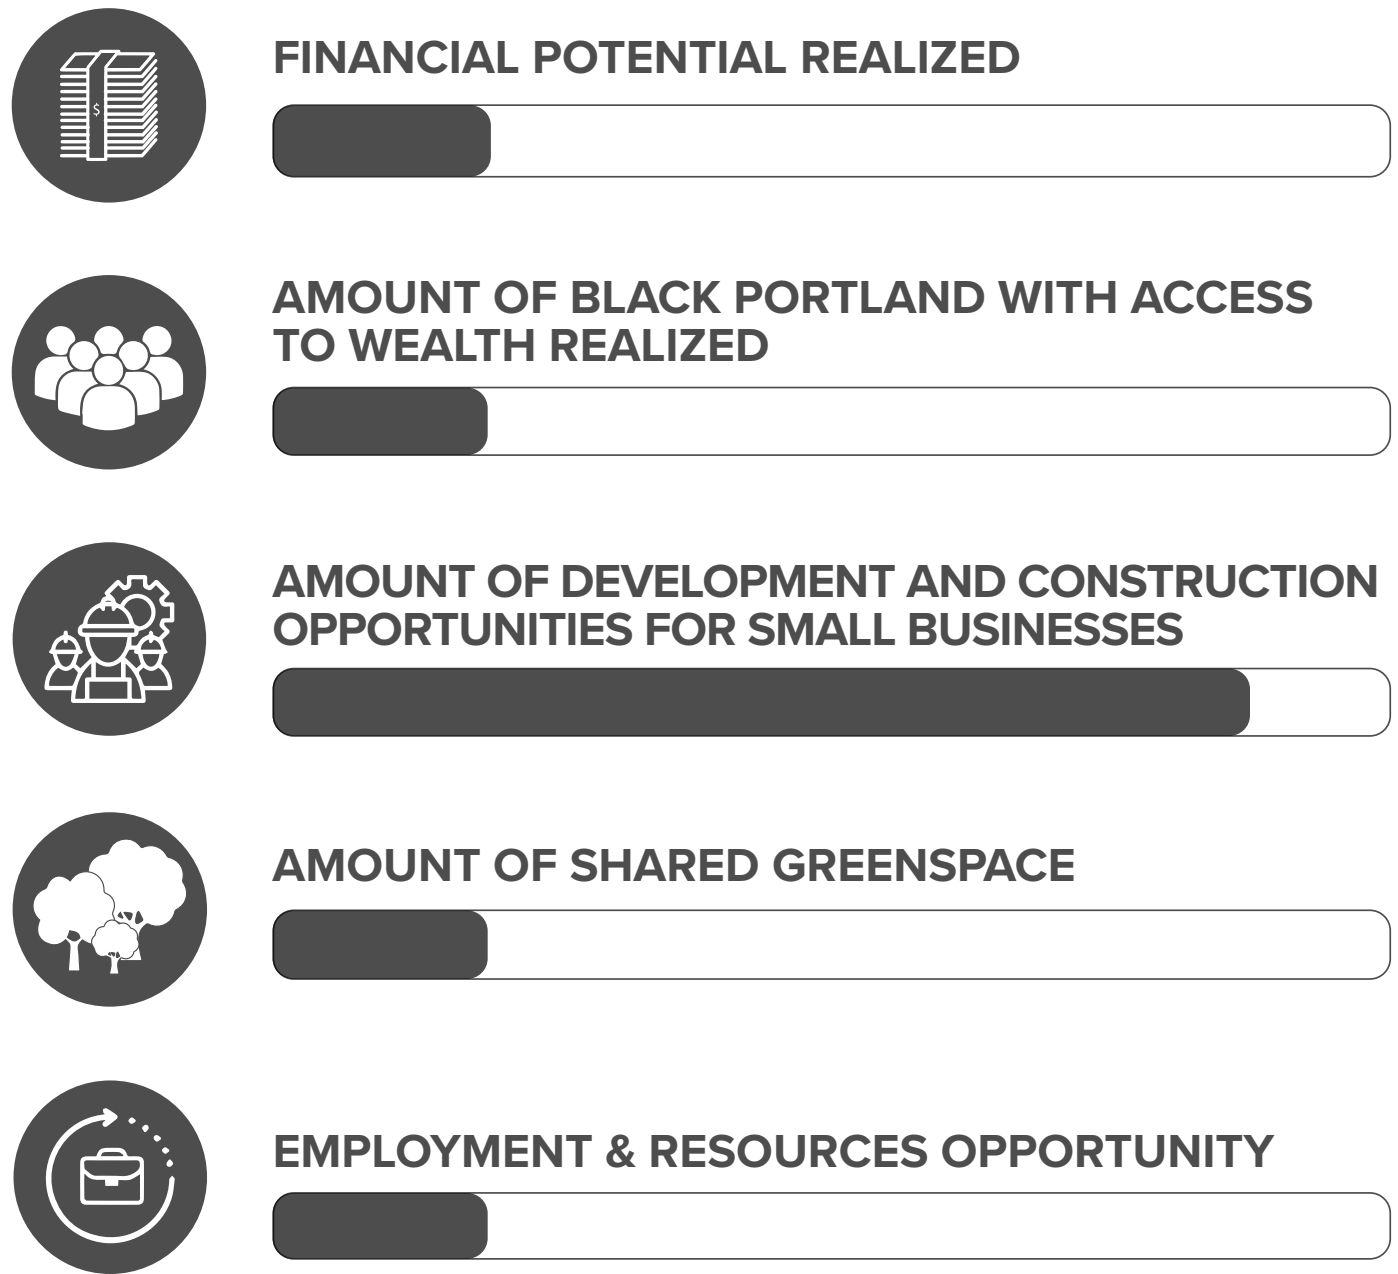 FINANCIAL POTENTIAL REALIZED
$
AMOUNT OF BLACK PORTLAND WITH ACCESS
TO WEALTH REALIZED
AMOUNT OF DEVELOPMENT AND CONSTRUCTION
OPPORTUNITIES FOR SMALL BUSINESSES
AMOUNT OF SHARED GREENSPACE
EMPLOYMENT & RESOURCES OPPORTUNITY